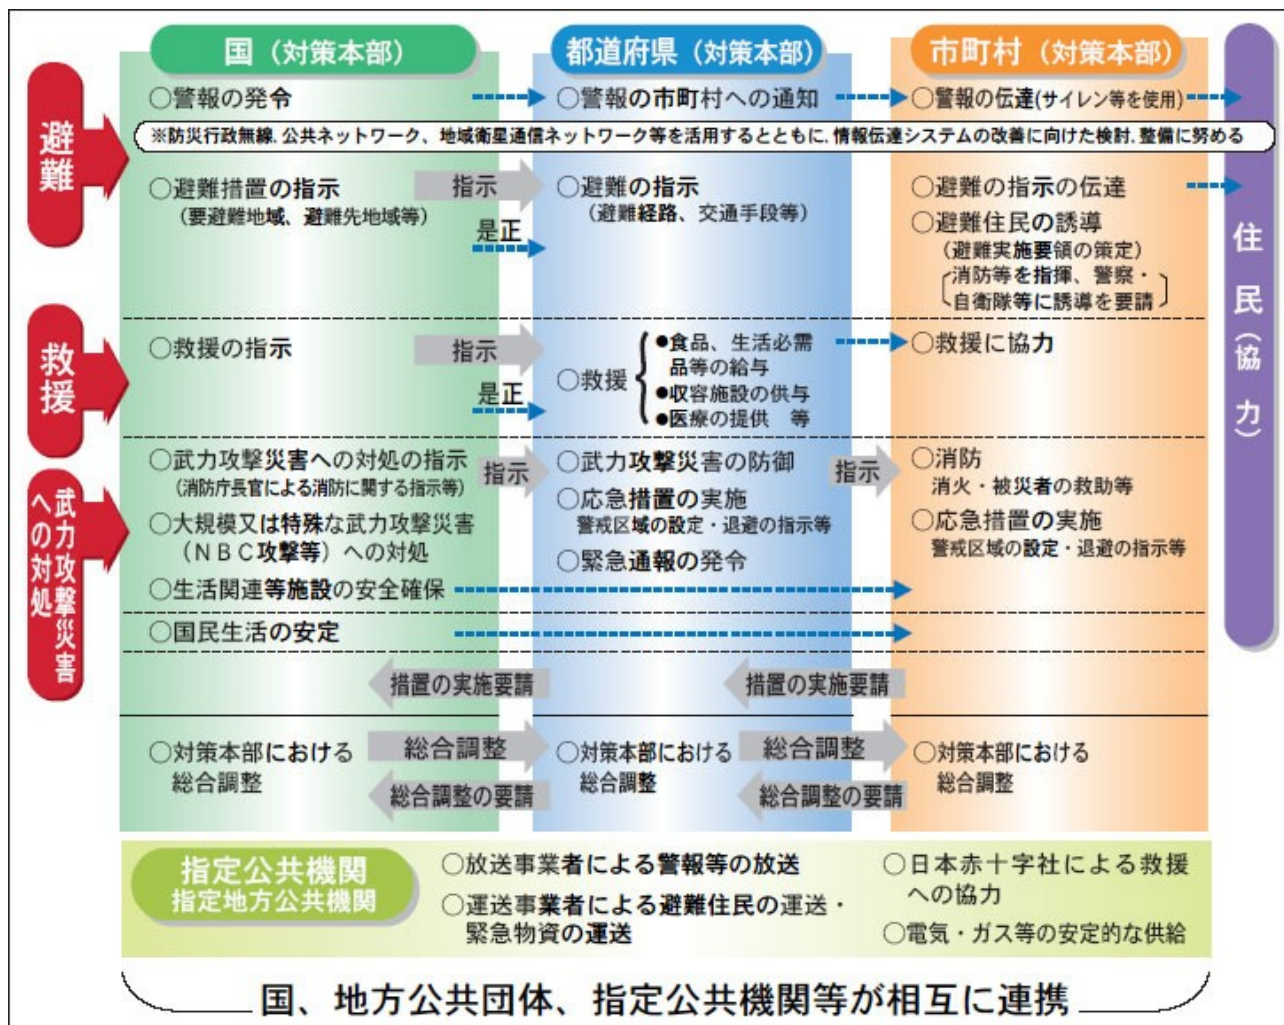 国（対策本部）
都道府県（対策本部）
市町村（対策本部）
避難
○警報の発令
○警報の市町村への通知
○警報の伝達(サイレン等を使用)
※防災行政無線、公共ネットワーク、地域衛星通信ネットワーク等を活用するとともに、情報伝達システムの改善に向けた検討、整備に努める
○避難措置の指示
（要避難地域、避難先地域等）
指示
是正
○避難の指示
（避難経路、交通手段等）
○避難の指示の伝達
○避難住民の誘導
（避難実施要領の策定）
消防等を指揮、警察・
自衛隊等に誘導を要請
住民（協力）
救援
○救援の指示
指示
是正
○救援
●食品、生活必需
品等の給与
●収容施設の供与
●医療の提供　等
○救援に協力
武力攻撃災害
への対処
○武力攻撃災害への対処の指示
（消防庁長官による消防に関する指示等）
○大規模又は特殊な武力攻撃災害
（ＮＢＣ攻撃等）への対処
○生活関連等施設の安全確保
指示
○武力攻撃災害の防御
○応急措置の実施
警戒区域の設定・退避の指示等
○緊急通報の発令
指示
○消防
消火・被災者の救助等
○応急措置の実施
警戒区域の設定・退避の指示等
○国民生活の安定
措置の実施要請
措置の実施要請
○対策本部における
総合調整
総合調整
総合調整の要請
○対策本部における
総合調整
総合調整
総合調整の要請
○対策本部における
総合調整
指定公共機関
指定地方公共機関
○放送事業者による警報等の放送
○運送事業者による避難住民の運送・
緊急物資の運送
○日本赤十字社による救援
への協力
○電気・ガス等の安定的な供給
国、地方公共団体、指定公共機関等が相互に連携